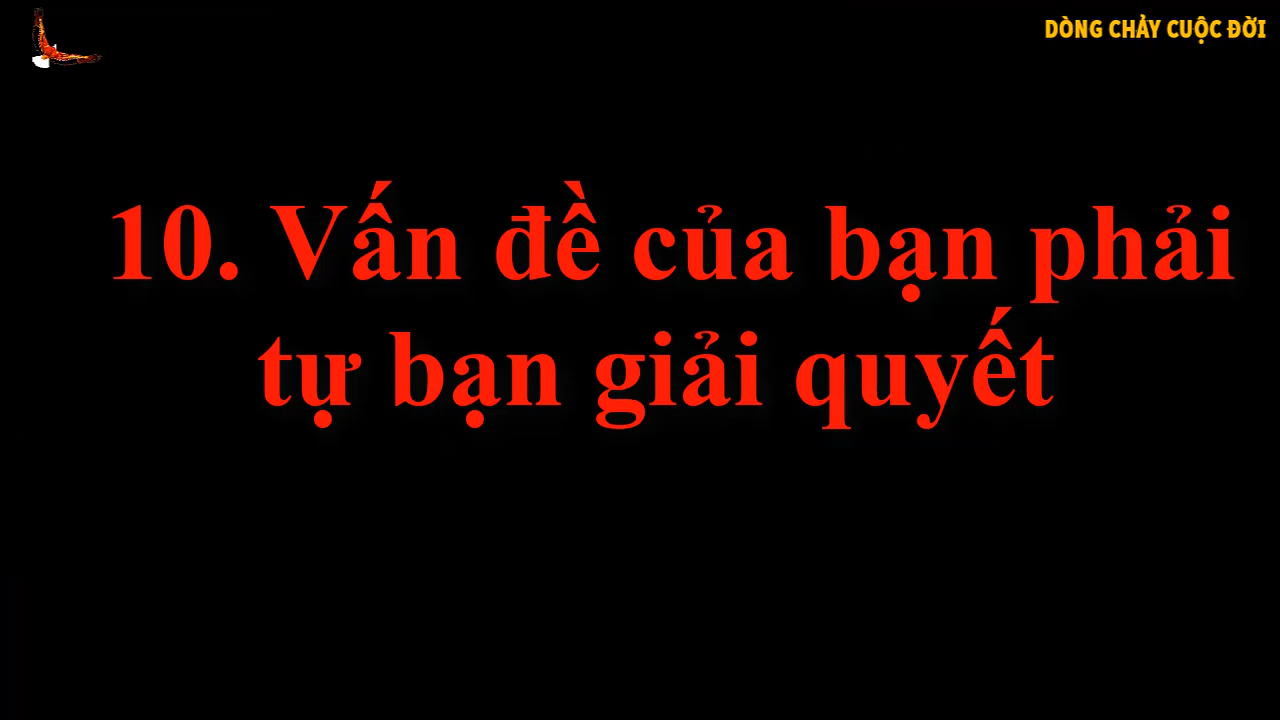 DÒNG CHẢY CUỘC ĐỜI
10. Vấn đề của bạn phải
tự bạn giải quyết